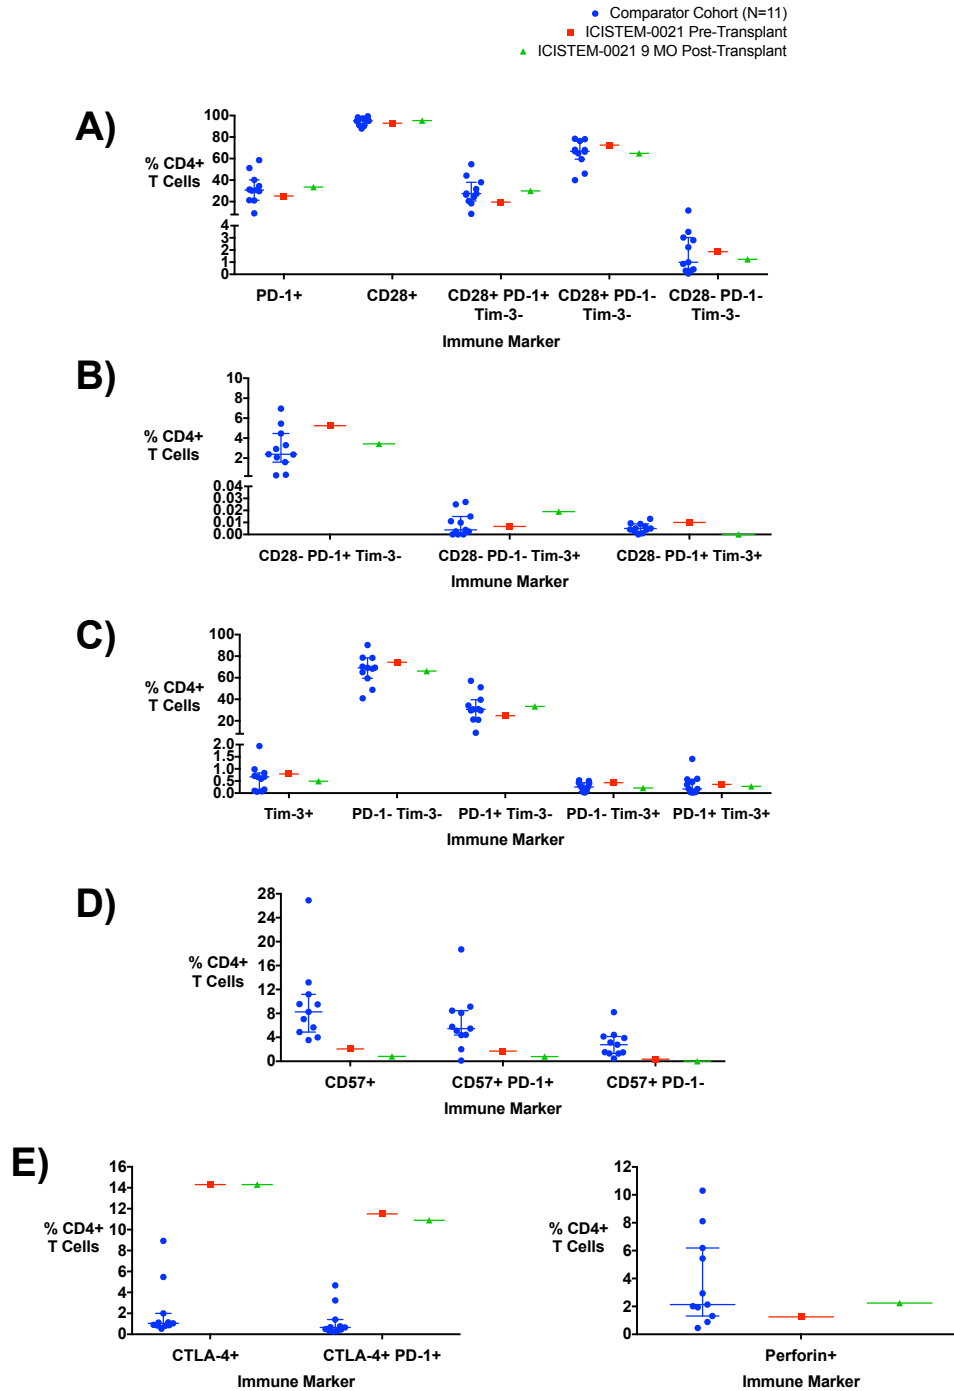 Comparator Cohort (N=11)
ICISTEM-0021 Pre-Transplant
ICISTEM-0021 9 MO Post-Transplant
A)
% CD4+
T Cells
100
80
60
40
20
4
3
2
1
0
PD-1+
CD28+
CD28+ PD-1+
Tim-3-
CD28+ PD-1-
Tim-3-
CD28- PD-1-
Tim-3-
Immune Marker
B)
% CD4+
T Cells
10
8
6
4
2
0.04
0.03
0.02
0.01
0.00
CD28- PD-1+ Tim-3-
CD28- PD-1- Tim-3+
CD28- PD-1+ Tim-3+
Immune Marker
C)
% CD4+
T Cells
100
80
60
40
20
2.0
1.5
1.0
0.5
0.0
Tim-3+
PD-1- Tim-3-
PD-1+ Tim-3-
PD-1- Tim-3+
PD-1+ Tim-3+
Immune Marker
D)
% CD4+
T Cells
28
24
20
16
12
8
4
0
CD57+
CD57+ PD-1+
CD57+ PD-1-
Immune Marker
E)
% CD4+
T Cells
16
14
12
10
8
6
4
2
0
CTLA-4+
CTLA-4+ PD-1+
Immune Marker
% CD4+
T Cells
12
10
8
6
4
2
0
Perforin+
Immune Marker